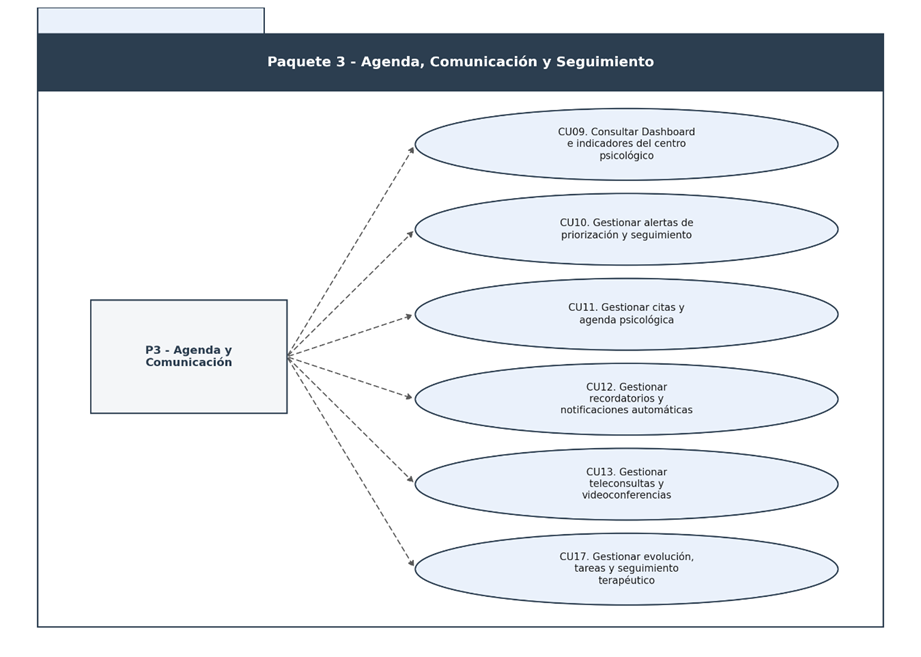 Paquete 3 - Agenda, Comunicación y Seguimiento
CU09. Consultar Dashboard
e indicadores del centro
psicológico
CU10. Gestionar alertas de
priorización y seguimiento
CU11. Gestionar citas y
agenda psicológica
P3 - Agenda y
Comunicación
CU12. Gestionar
recordatorios y
notificaciones automáticas
CU13. Gestionar
teleconsultas y
videoconferencias
CU17. Gestionar evolución,
tareas y seguimiento
terapéutico